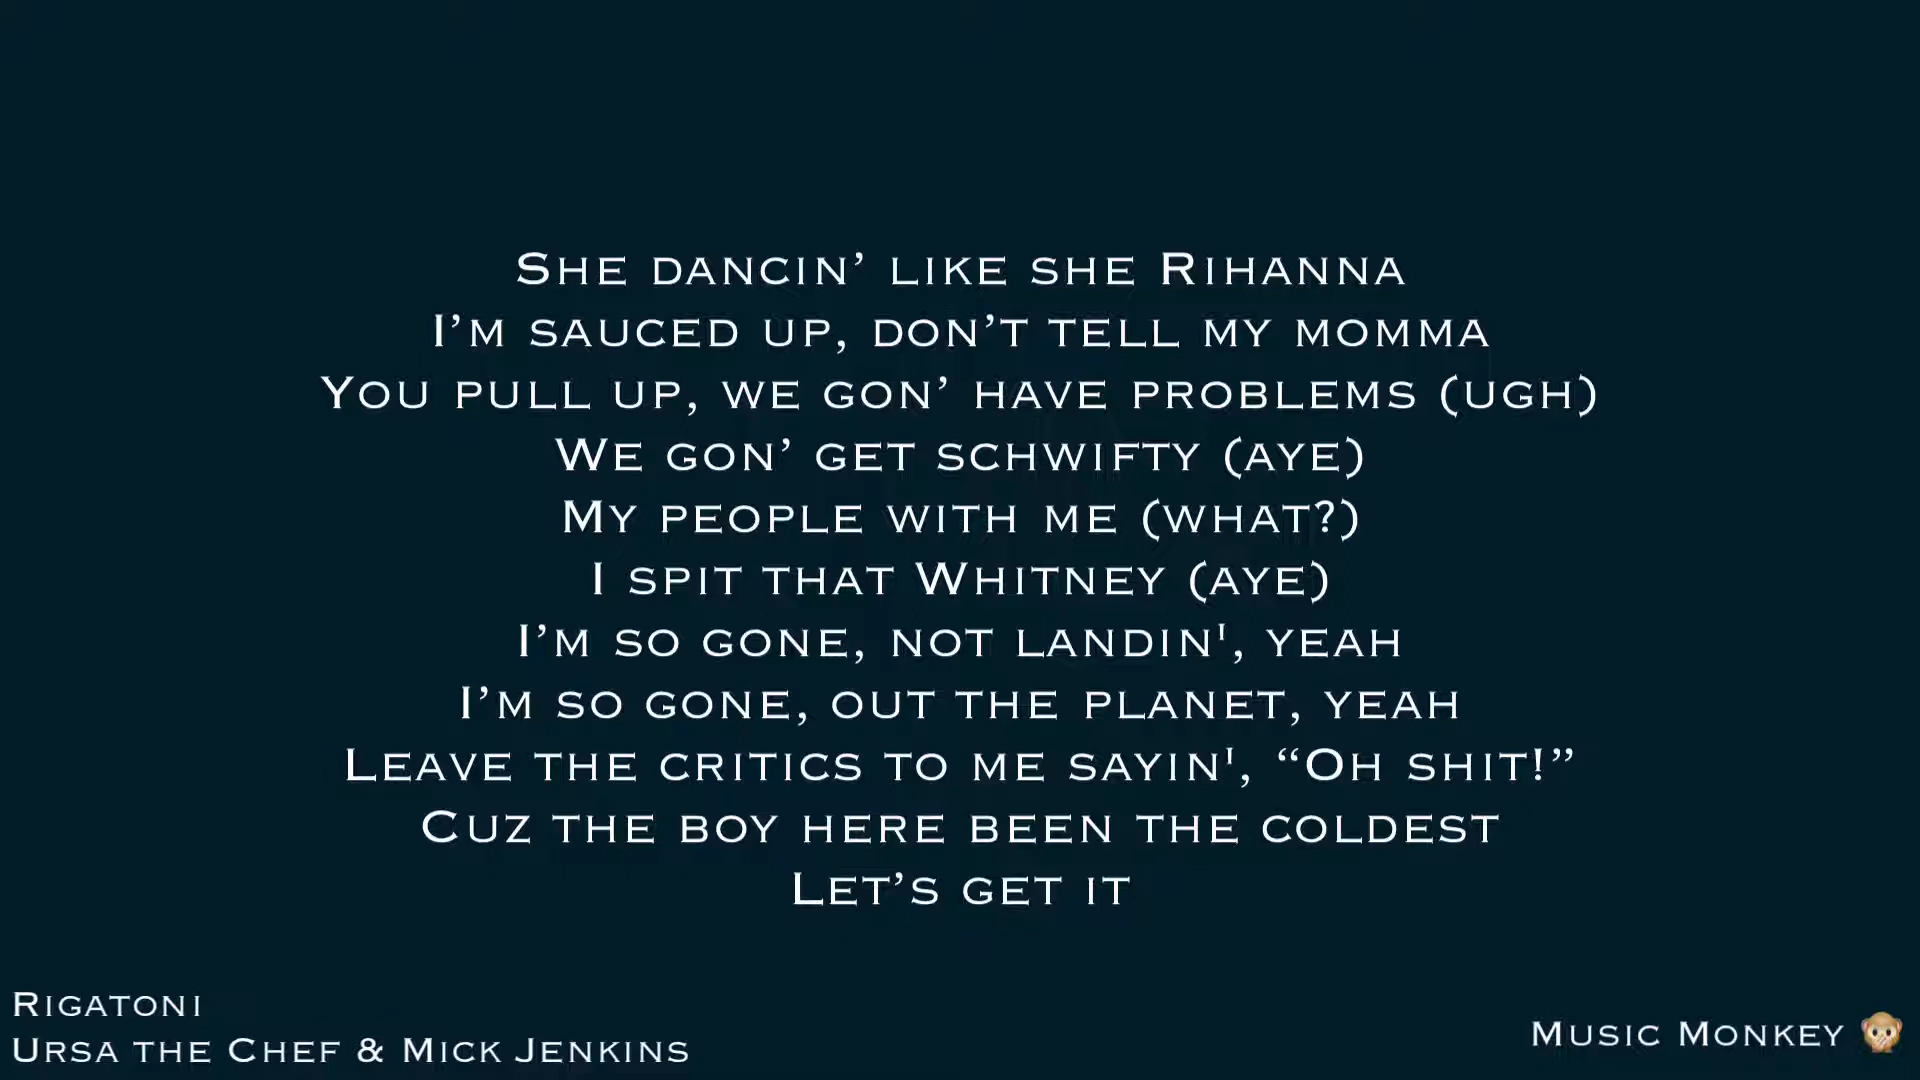 She dancin’ like she Rihanna
I’m sauced up, don’t tell my momma
You pull up, we gon’ have problems (ugh)
We gon’ get schwifty (aye)
My people with me (what?)
I spit that Whitney (aye)
I’m so gone, not landin', yeah
I’m so gone, out the planet, yeah
Leave the critics to me sayin', “Oh shit!”
Cuz the boy here been the coldest
Let’s get it
Rigatoni
Ursa the Chef & Mick Jenkins
Music Monkey 🙊